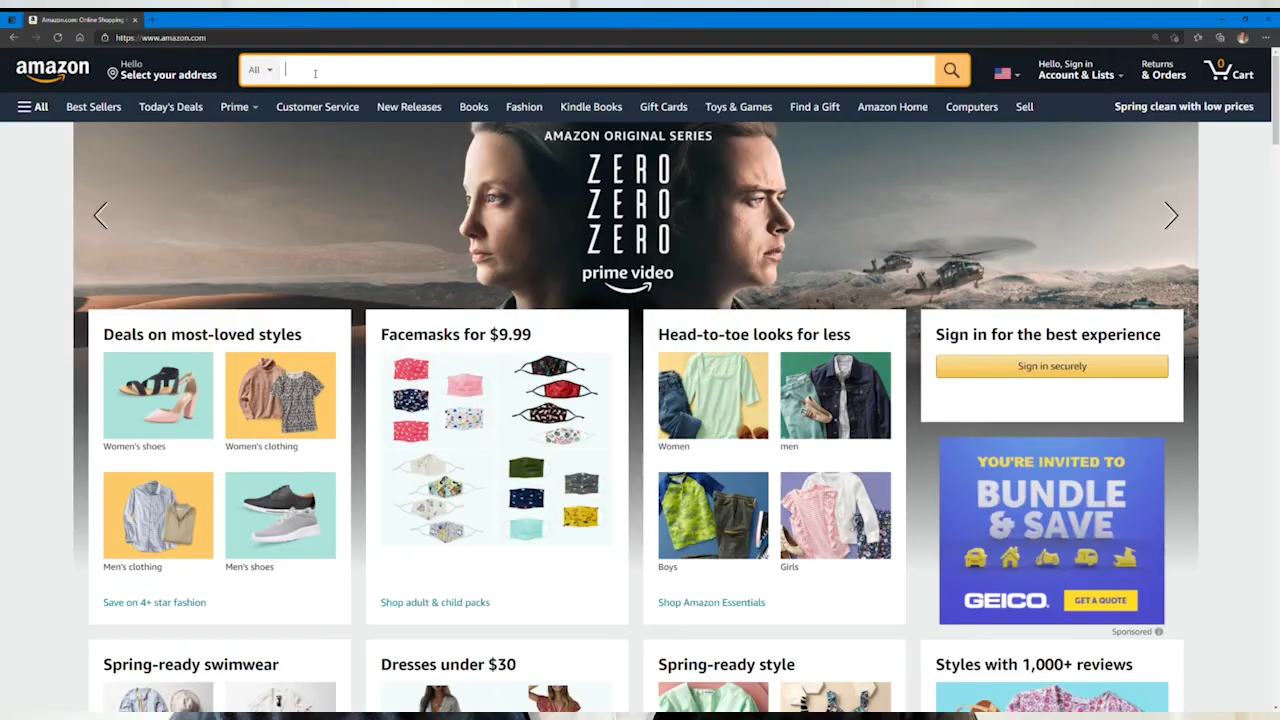 Amazon.com: Online Shopping
https://www.amazon.com
amazon
Hello
Select your address
All
Hello, Sign in
Account & Lists
Returns
& Orders
0
Cart
All
Best Sellers
Today's Deals
Prime
Customer Service
New Releases
Books
Fashion
Kindle Books
Gift Cards
Toys & Games
Find a Gift
Amazon Home
Computers
Sell
Spring clean with low prices
AMAZON ORIGINAL SERIES
ZERO
ZERO
ZERO
prime video
Deals on most-loved styles
Women's shoes
Women's clothing
Men's clothing
Men's shoes
Save on 4+ star fashion
Facemasks for $9.99
Shop adult & child packs
Head-to-toe looks for less
Women
men
Boys
Girls
Shop Amazon Essentials
Sign in for the best experience
Sign in securely
YOU'RE INVITED TO
BUNDLE
& SAVE
GEICO.
GET A QUOTE
Sponsored
Spring-ready swimwear
Dresses under $30
Spring-ready style
Styles with 1,000+ reviews